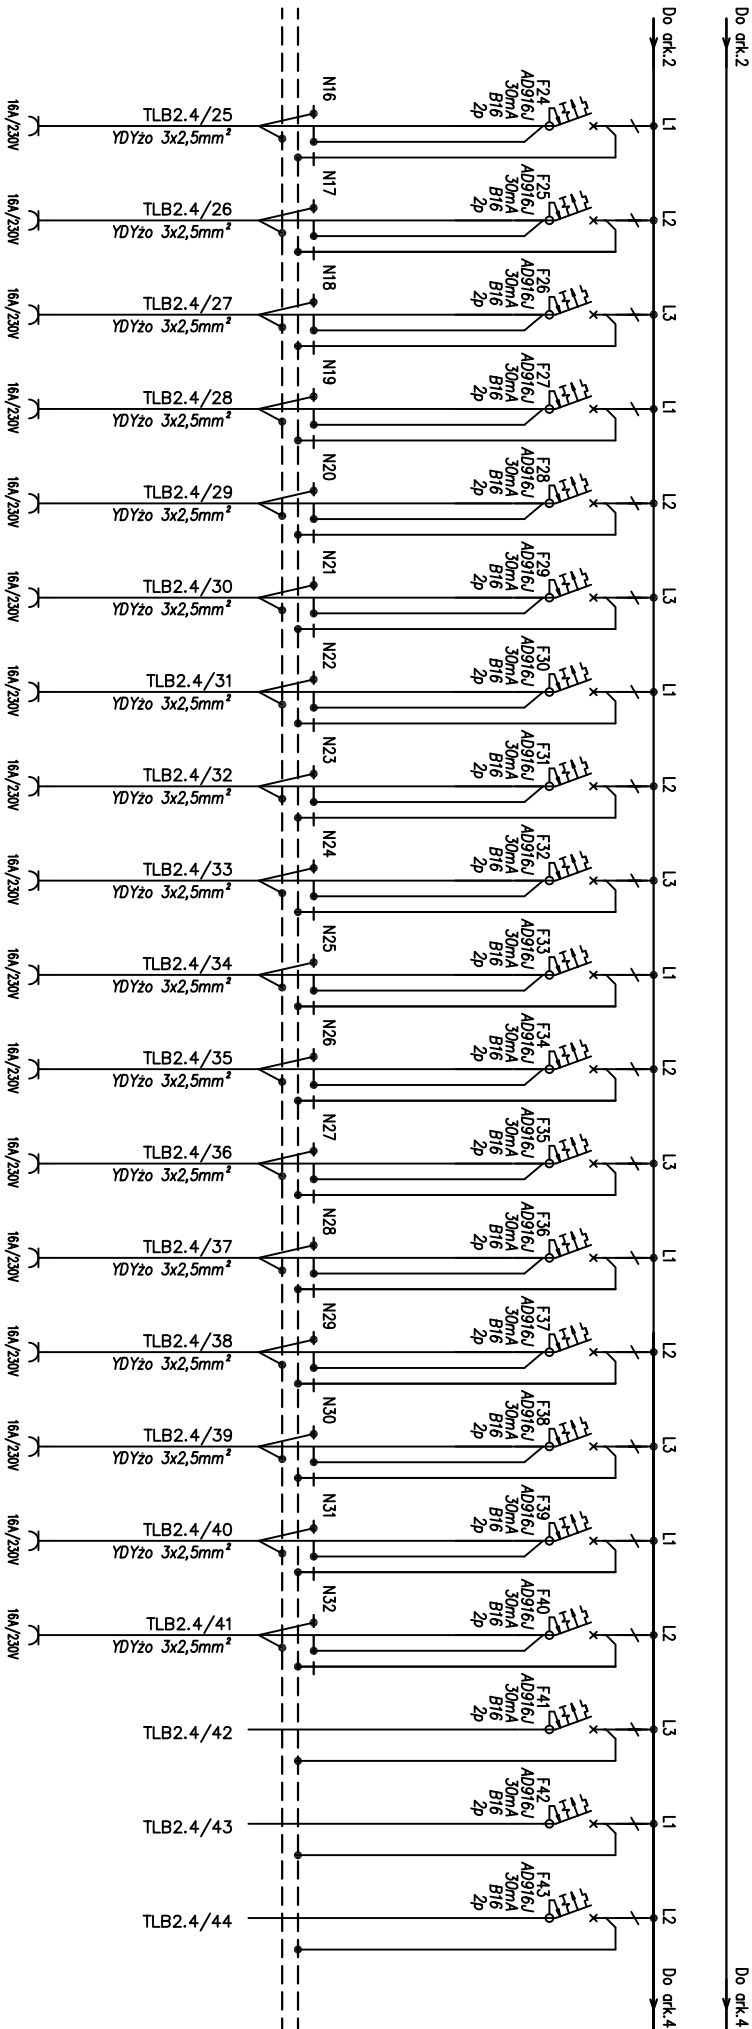 Do ark.2
Do ark.2
L1
F24
AD916J
30mA
B16
2p
N16
TLB2.4/25
YDYżo 3x2,5mm²
16A/230V
L2
F25
AD916J
30mA
B16
2p
N17
TLB2.4/26
YDYżo 3x2,5mm²
16A/230V
L3
F26
AD916J
30mA
B16
2p
N18
TLB2.4/27
YDYżo 3x2,5mm²
16A/230V
L1
F27
AD916J
30mA
B16
2p
N19
TLB2.4/28
YDYżo 3x2,5mm²
16A/230V
L2
F28
AD916J
30mA
B16
2p
N20
TLB2.4/29
YDYżo 3x2,5mm²
16A/230V
L3
F29
AD916J
30mA
B16
2p
N21
TLB2.4/30
YDYżo 3x2,5mm²
16A/230V
L1
F30
AD916J
30mA
B16
2p
N22
TLB2.4/31
YDYżo 3x2,5mm²
16A/230V
L2
F31
AD916J
30mA
B16
2p
N23
TLB2.4/32
YDYżo 3x2,5mm²
16A/230V
L3
F32
AD916J
30mA
B16
2p
N24
TLB2.4/33
YDYżo 3x2,5mm²
16A/230V
L1
F33
AD916J
30mA
B16
2p
N25
TLB2.4/34
YDYżo 3x2,5mm²
16A/230V
L2
F34
AD916J
30mA
B16
2p
N26
TLB2.4/35
YDYżo 3x2,5mm²
16A/230V
L3
F35
AD916J
30mA
B16
2p
N27
TLB2.4/36
YDYżo 3x2,5mm²
16A/230V
L1
F36
AD916J
30mA
B16
2p
N28
TLB2.4/37
YDYżo 3x2,5mm²
16A/230V
L2
F37
AD916J
30mA
B16
2p
N29
TLB2.4/38
YDYżo 3x2,5mm²
16A/230V
L3
F38
AD916J
30mA
B16
2p
N30
TLB2.4/39
YDYżo 3x2,5mm²
16A/230V
L1
F39
AD916J
30mA
B16
2p
N31
TLB2.4/40
YDYżo 3x2,5mm²
16A/230V
L2
F40
AD916J
30mA
B16
2p
N32
TLB2.4/41
YDYżo 3x2,5mm²
16A/230V
L3
F41
AD916J
30mA
B16
2p
TLB2.4/42
L1
F42
AD916J
30mA
B16
2p
TLB2.4/43
L2
F43
AD916J
30mA
B16
2p
TLB2.4/44
Do ark.4
Do ark.4